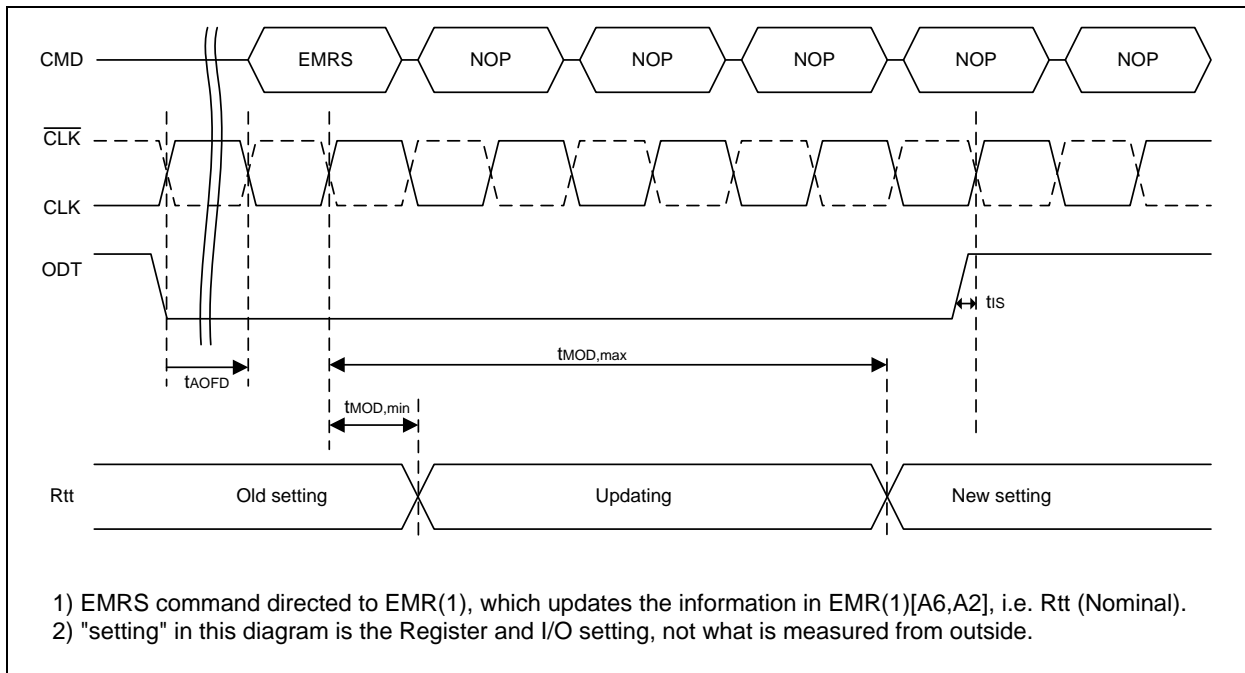 CMD EMRS NOP NOP NOP NOP NOP
CLK
CLK
ODT
tIS
tMOD,max
tAOFD
tMOD,min
Rtt Old setting Updating New setting
1) EMRS command directed to EMR(1), which updates the information in EMR(1)[A6,A2], i.e. Rtt (Nominal).
2) "setting" in this diagram is the Register and I/O setting, not what is measured from outside.